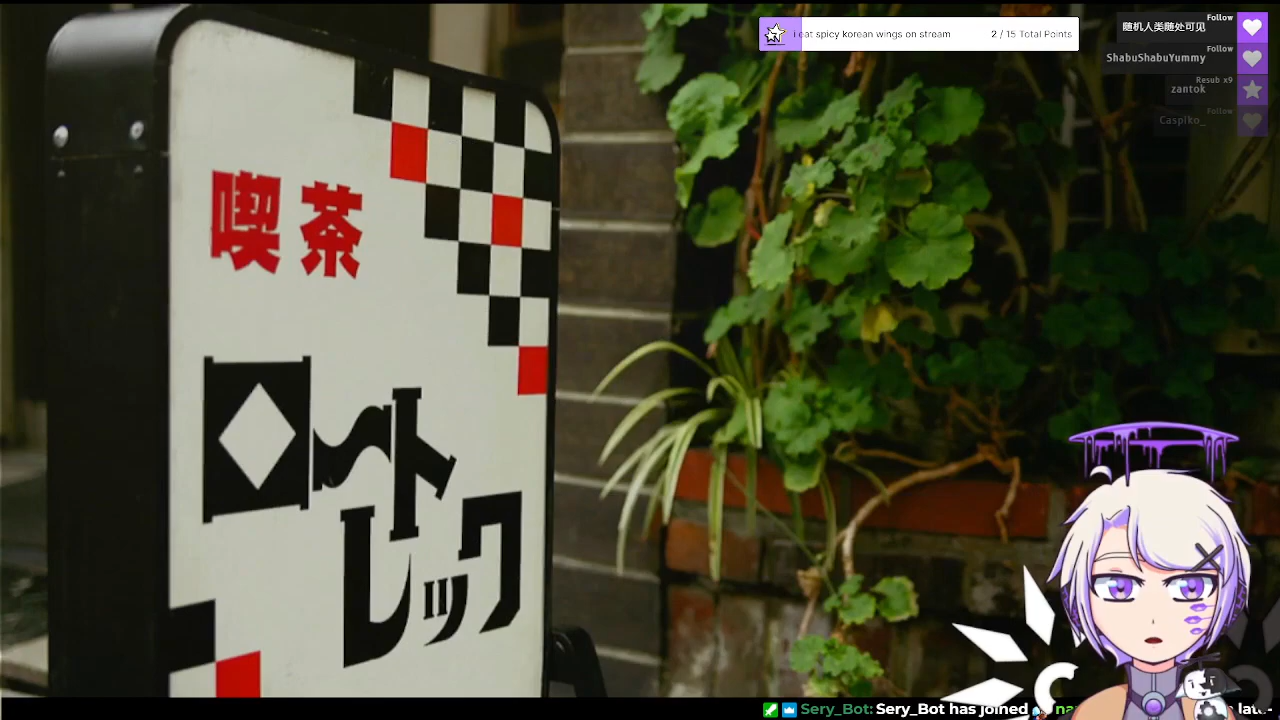 i eat spicy korean wings on stream 2 / 15 Total Points
Follow
随机人类随处可见
Follow
ShabuShabuYummy
Resub x9
zantok
Follow
Caspiko_
喫茶
ロート
レック
Sery_Bot: Sery_Bot has joined
late-